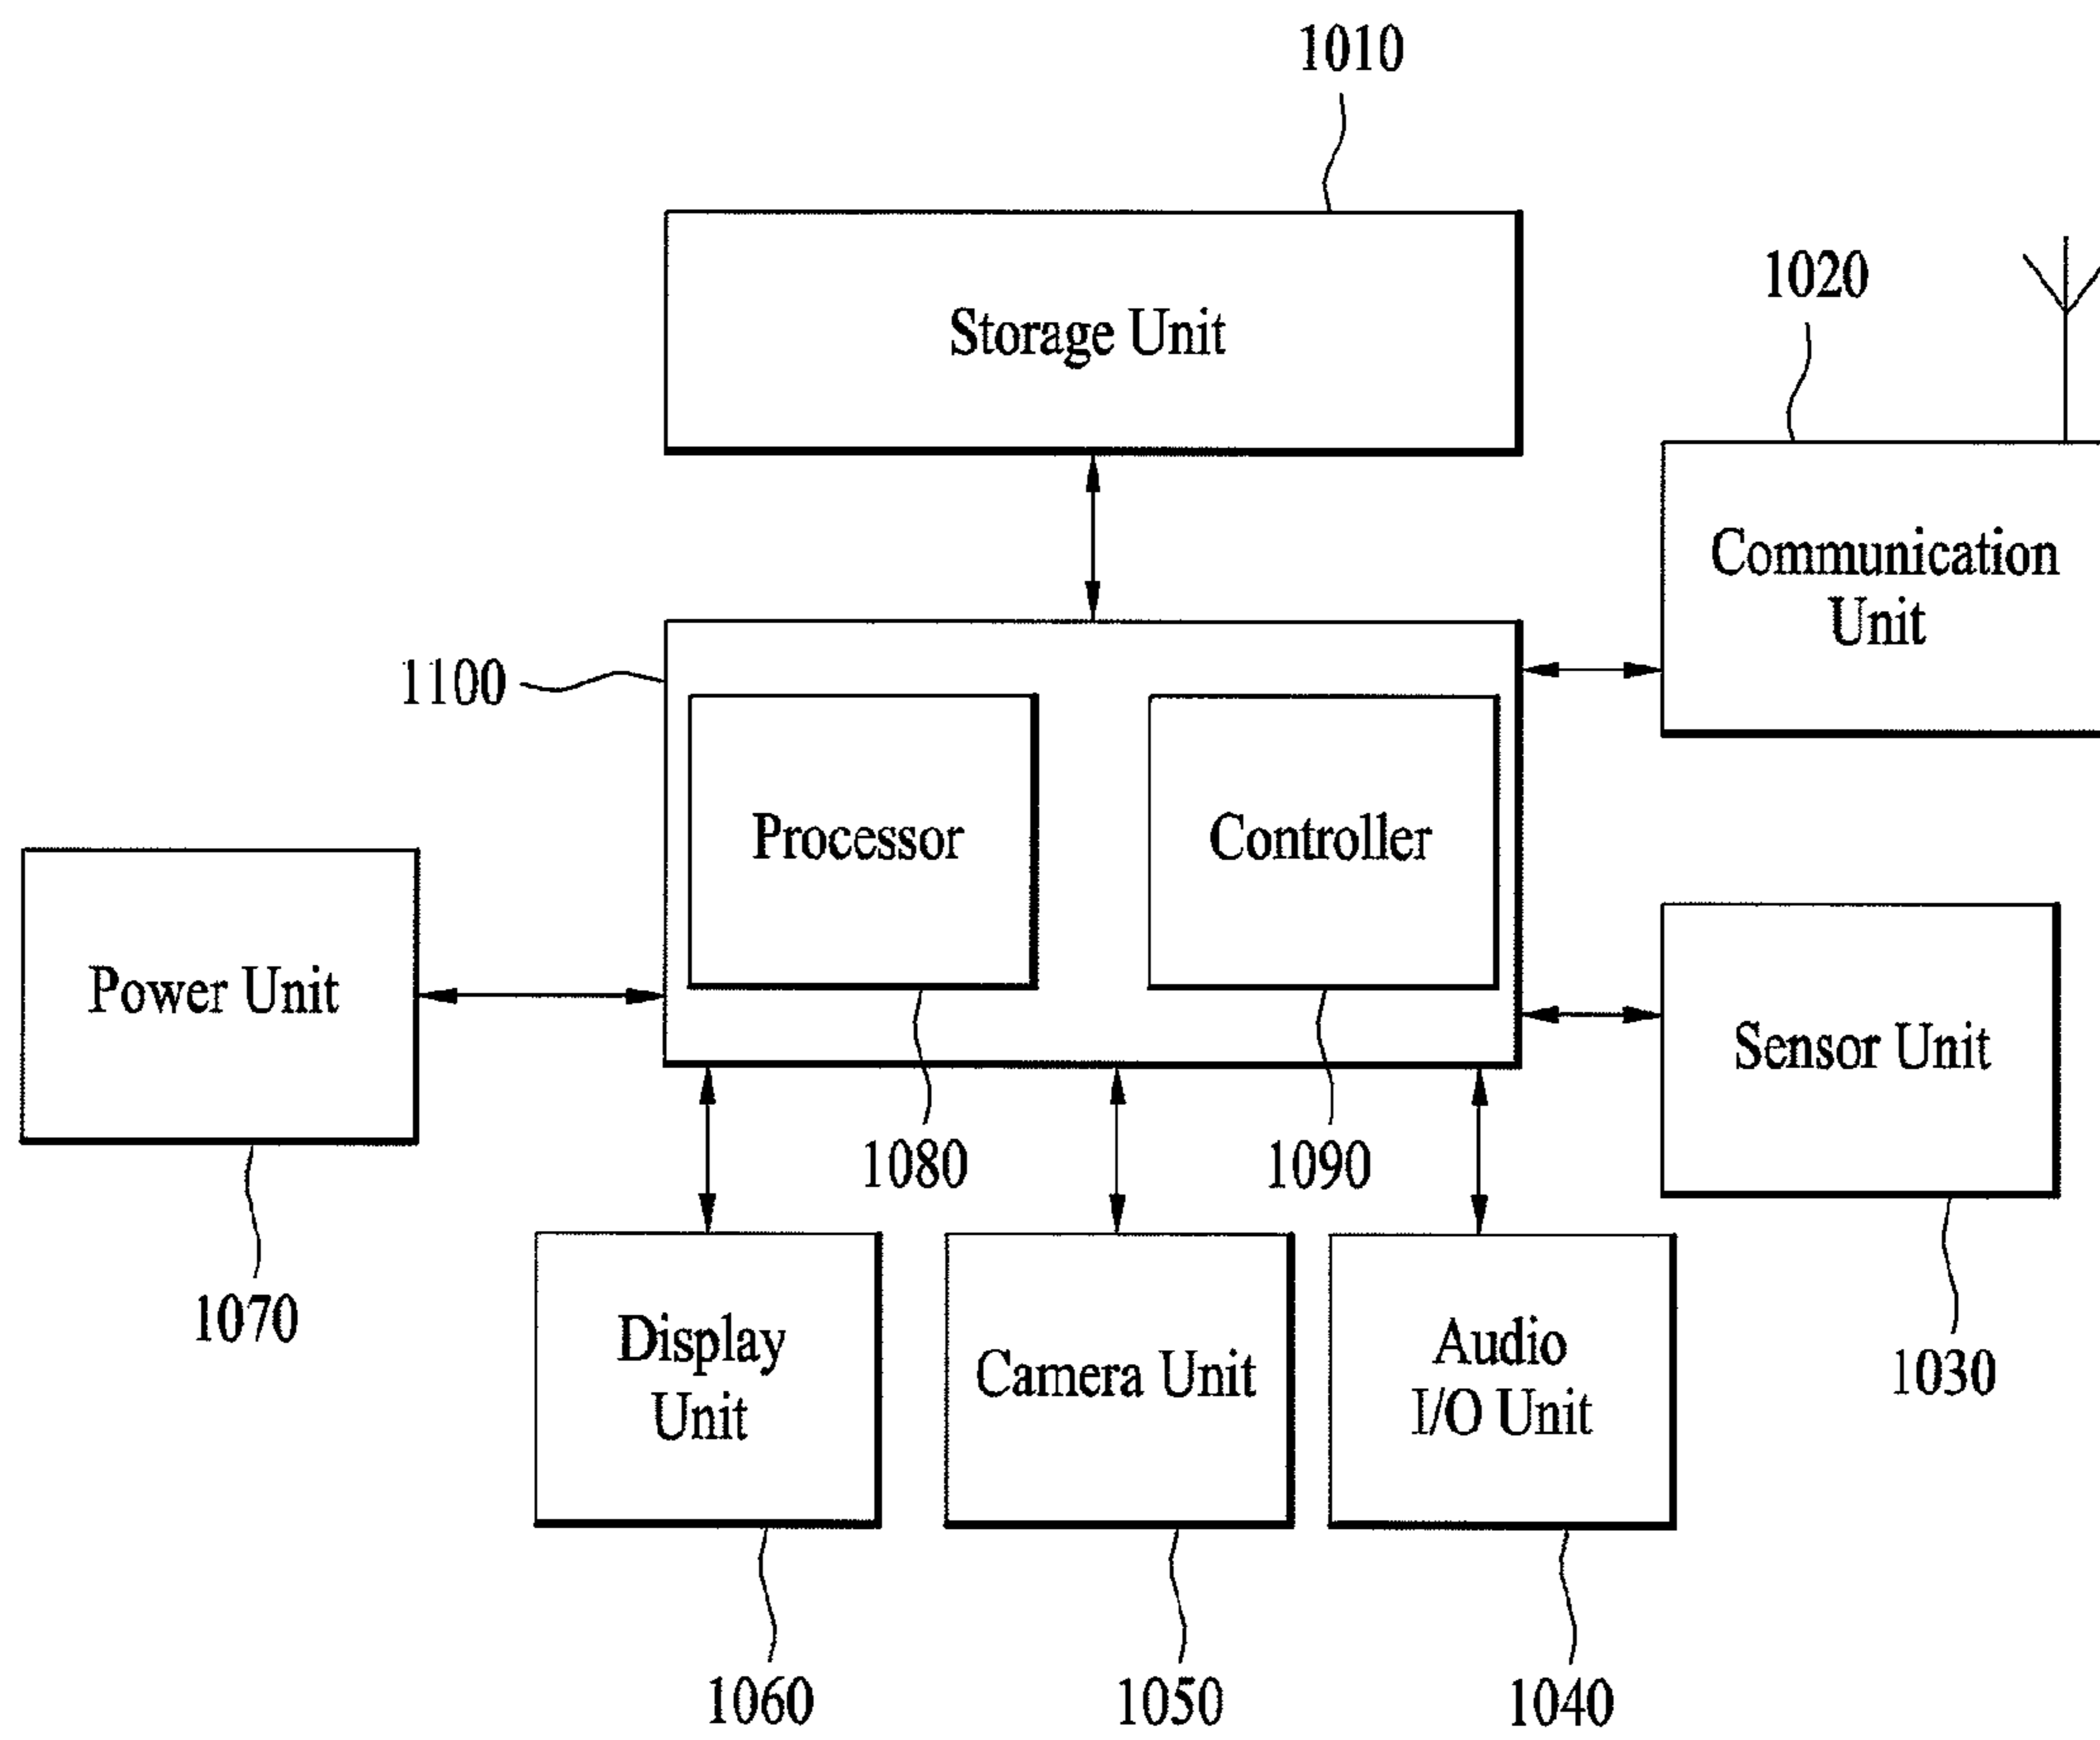 1010
1020
Storage Unit
Communication
Unit
1100
Processor
Controller
Power Unit
Sensor Unit
1080
1090
1070
Display
Unit
Camera Unit
Audio
I/O Unit
1030
1060
1050
1040